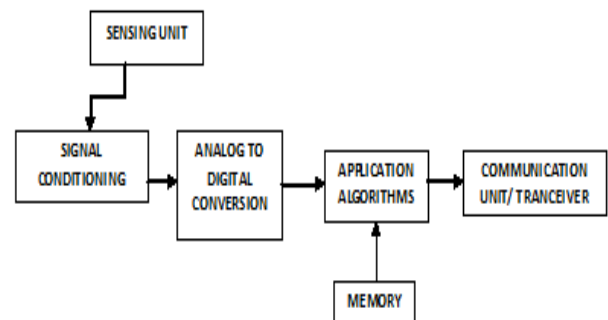 SENSING UNIT
SIGNAL
CONDITIONING
ANALOG TO
DIGITAL
CONVERSION
APPLICATION
ALGORITHMS
COMMUNICATION
UNIT/ TRANCEIVER
MEMORY